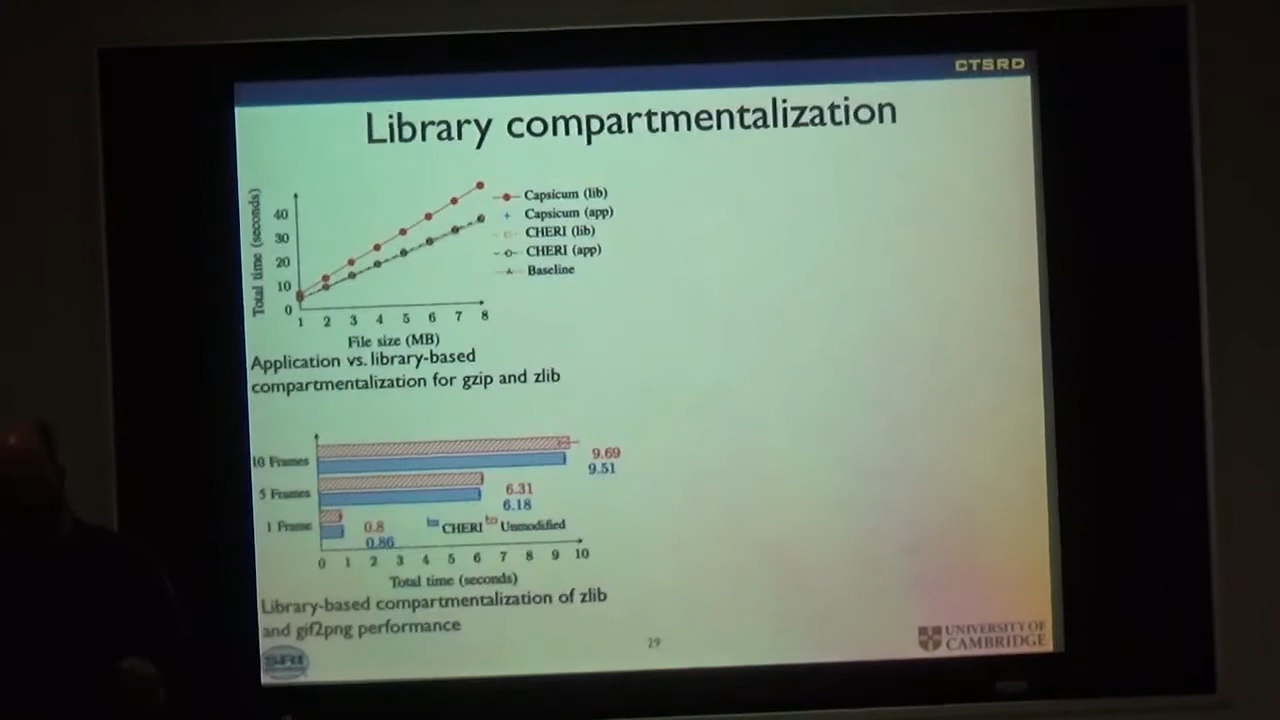 CTSRD
Library compartmentalization
Total time (seconds)
40
30
20
10
0
1 2 3 4 5 6 7 8
File size (MB)
Capsicum (lib)
Capsicum (app)
CHERI (lib)
CHERI (app)
Baseline
Application vs. library-based
compartmentalization for gzip and zlib
10 Frames
9.69
9.51
5 Frames
6.31
6.18
1 Frame
0.8
0.86
CHERI Unmodified
0 1 2 3 4 5 6 7 8 9 10
Total time (seconds)
Library-based compartmentalization of zlib
and gif2png performance
29
SRI
UNIVERSITY OF
CAMBRIDGE